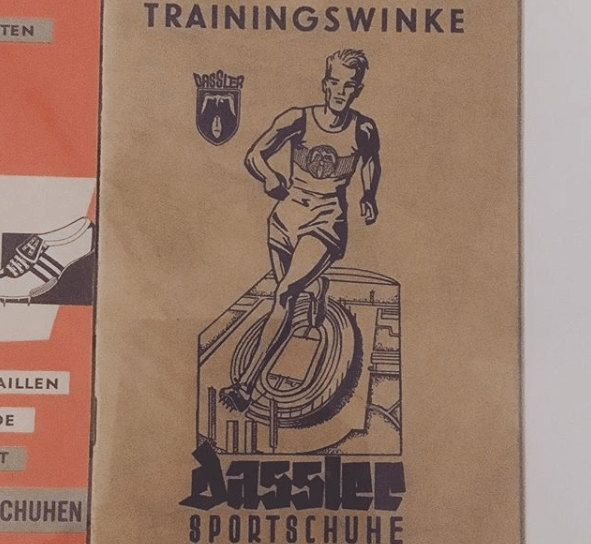 TEN
AILLEN
DE
T
CHUHEN
TRAININGSWINKE
DASSLER
Dassler
SPORTSCHUHE